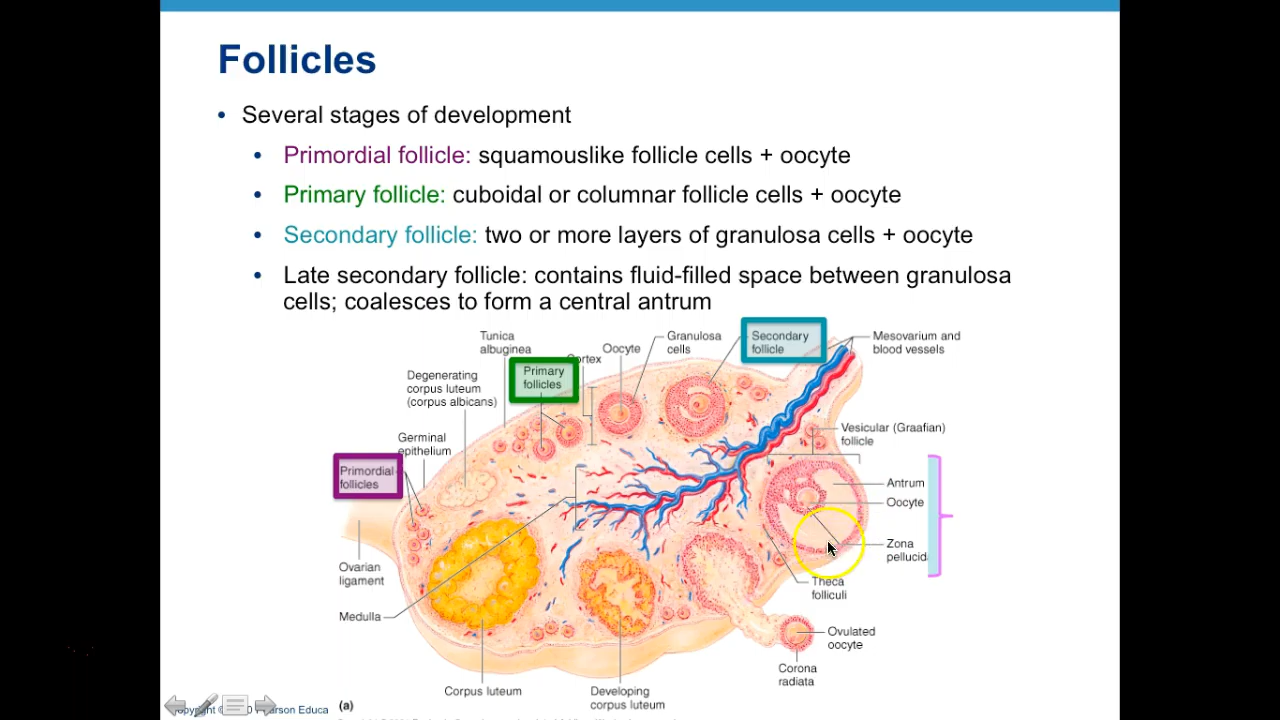 Follicles
• Several stages of development
• Primordial follicle: squamouslike follicle cells + oocyte
• Primary follicle: cuboidal or columnar follicle cells + oocyte
• Secondary follicle: two or more layers of granulosa cells + oocyte
• Late secondary follicle: contains fluid-filled space between granulosa
cells; coalesces to form a central antrum
Tunica
albuginea
Cortex
Oocyte
Granulosa
cells
Secondary
follicle
Mesovarium and
blood vessels
Degenerating
corpus luteum
(corpus albicans)
Primary
follicles
Vesicular (Graafian)
follicle
Germinal
epithelium
Primordial
follicles
Antrum
Oocyte
Zona
pellucid
Ovarian
ligament
Theca
folliculi
Medulla
Ovulated
oocyte
Corona
radiata
Corpus luteum
Developing
corpus luteum
(a)
Educa